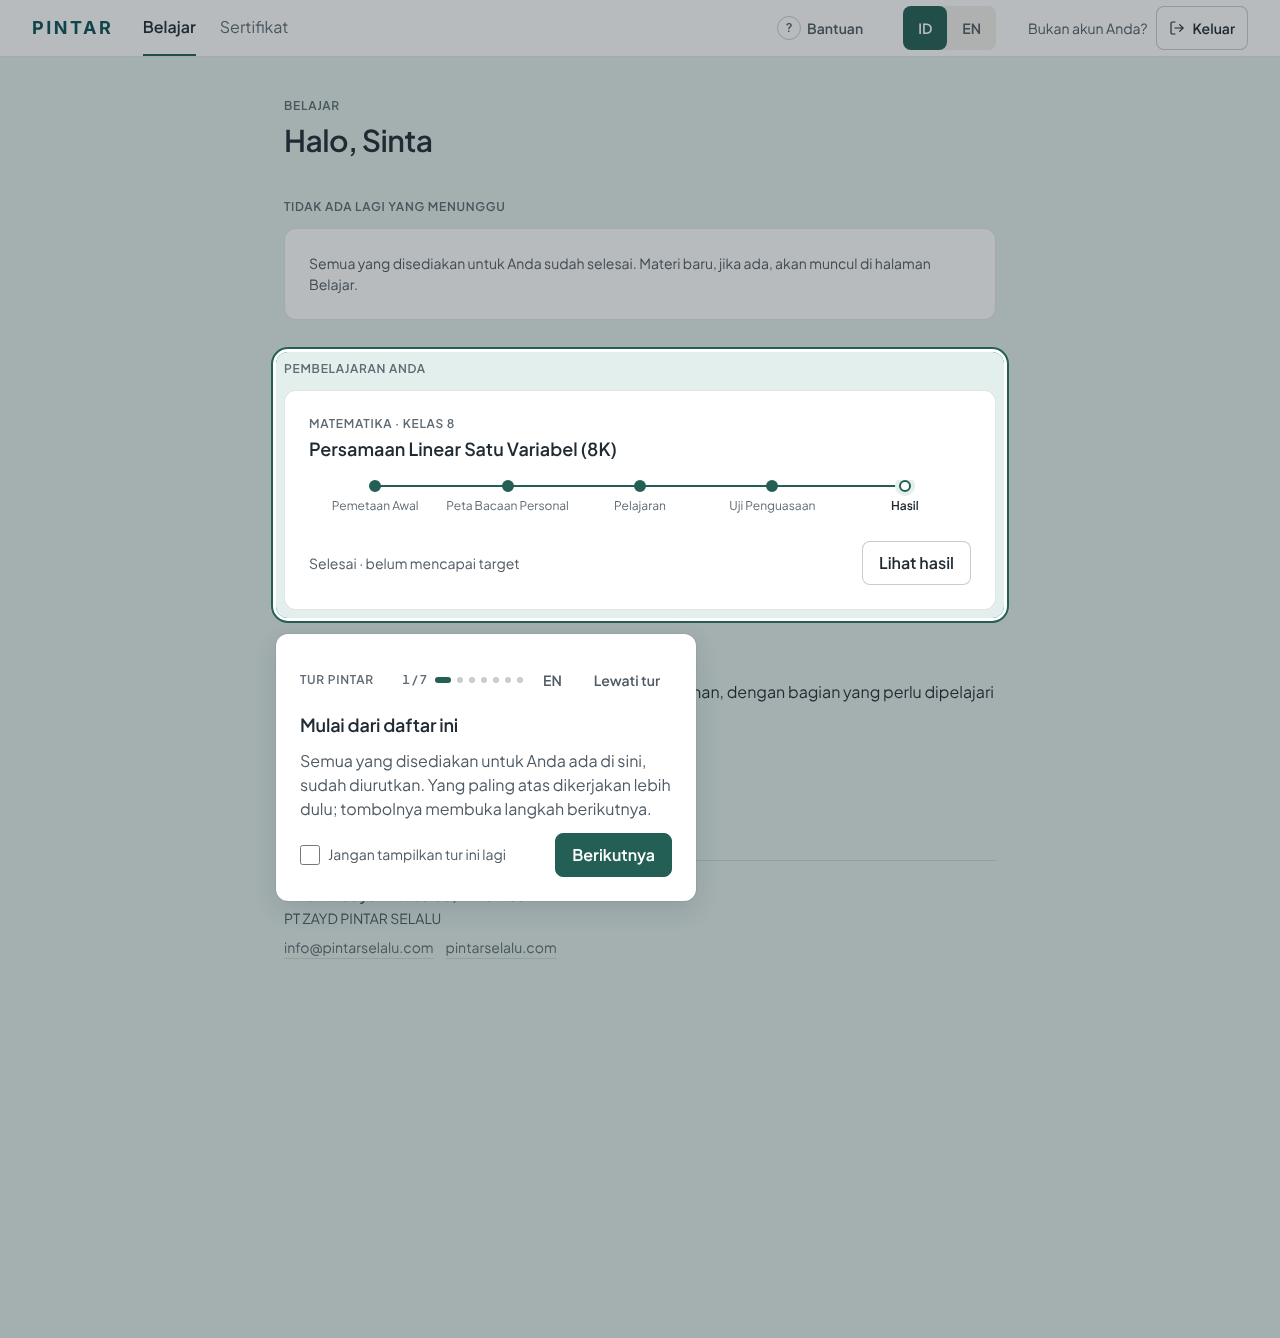 PINTAR Belajar Sertifikat ? Bantuan ID EN Bukan akun Anda? Keluar
BELAJAR
Halo, Sinta
TIDAK ADA LAGI YANG MENUNGGU
Semua yang disediakan untuk Anda sudah selesai. Materi baru, jika ada, akan muncul di halaman
Belajar.
PEMBELAJARAN ANDA
MATEMATIKA · KELAS 8
Persamaan Linear Satu Variabel (8K)
Pemetaan Awal Peta Bacaan Personal Pelajaran Uji Penguasaan Hasil
Selesai · belum mencapai target Lihat hasil
TUR PINTAR 1/7 EN Lewati tur
dengan bagian yang perlu dipelajari
Mulai dari daftar ini
Semua yang disediakan untuk Anda ada di sini,
sudah diurutkan. Yang paling atas dikerjakan lebih
dulu; tombolnya membuka langkah berikutnya.
Jangan tampilkan tur ini lagi Berikutnya
PT ZAYD PINTAR SELALU
info@pintarselalu.com pintarselalu.com